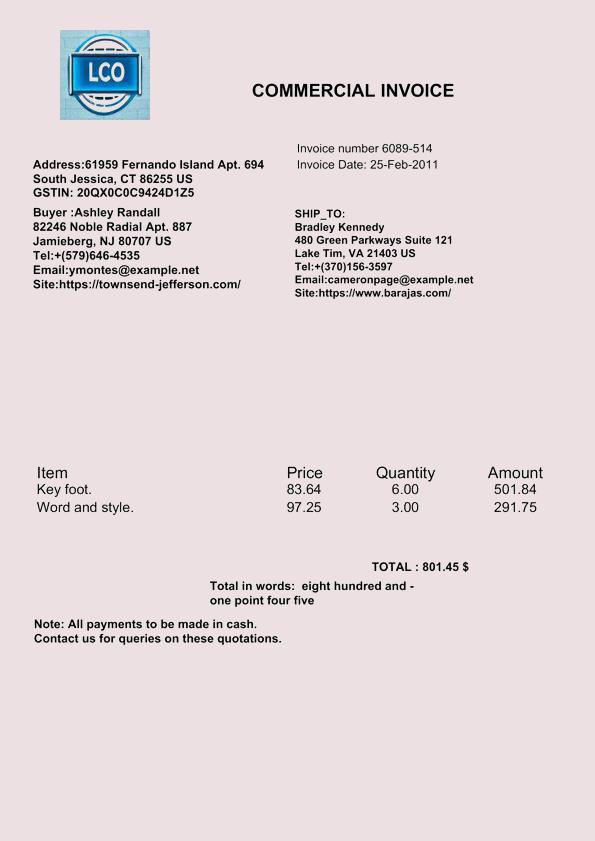 LCO
COMMERCIAL INVOICE
Invoice number 6089-514
Invoice Date: 25-Feb-2011
Address:61959 Fernando Island Apt. 694
South Jessica, CT 86255 US
GSTIN: 20QX0C0C9424D1Z5
Buyer :Ashley Randall
82246 Noble Radial Apt. 887
Jamieberg, NJ 80707 US
Tel:+(579)646-4535
Email:ymontes@example.net
Site:https://townsend-jefferson.com/
SHIP_TO:
Bradley Kennedy
480 Green Parkways Suite 121
Lake Tim, VA 21403 US
Tel:+(370)156-3597
Email:cameronpage@example.net
Site:https://www.barajas.com/
Item Price Quantity Amount
Key foot. 83.64 6.00 501.84
Word and style. 97.25 3.00 291.75
TOTAL : 801.45 $
Total in words:  eight hundred and -
one point four five
Note: All payments to be made in cash.
Contact us for queries on these quotations.